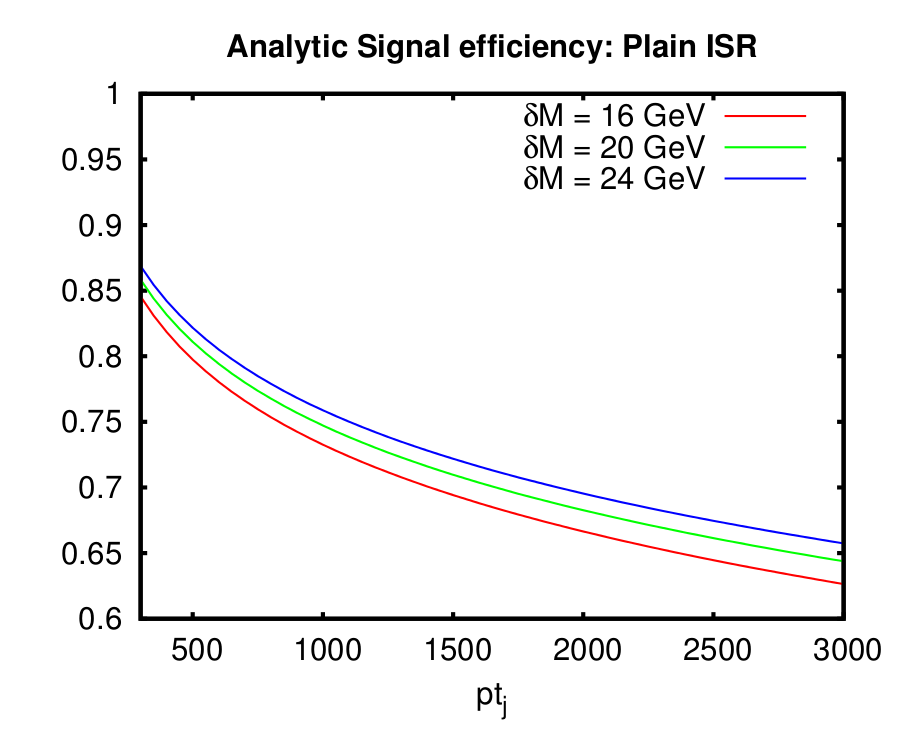 Analytic Signal efficiency: Plain ISR
δM = 16 GeV
δM = 20 GeV
δM = 24 GeV
1
0.95
0.9
0.85
0.8
0.75
0.7
0.65
0.6
500 1000 1500 2000 2500 3000
ptj